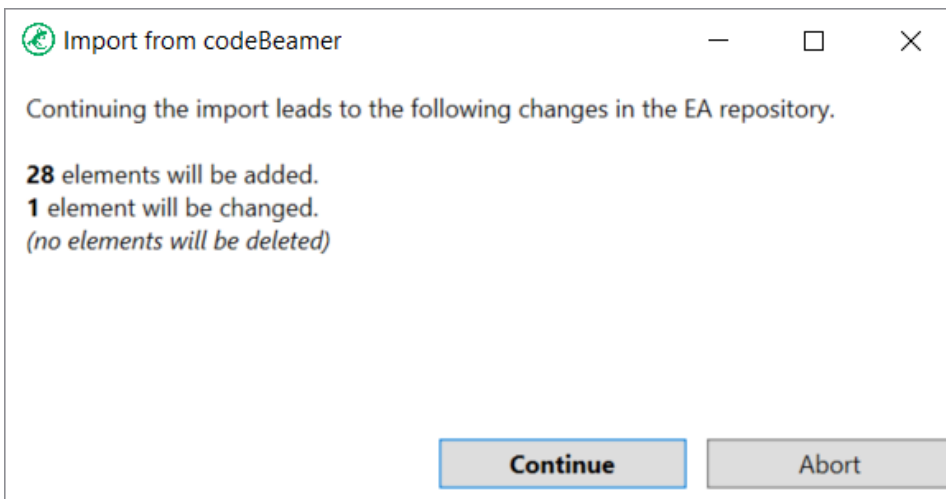 Import from codeBeamer
Continuing the import leads to the following changes in the EA repository.
28 elements will be added.
1 element will be changed.
(no elements will be deleted)
Continue
Abort